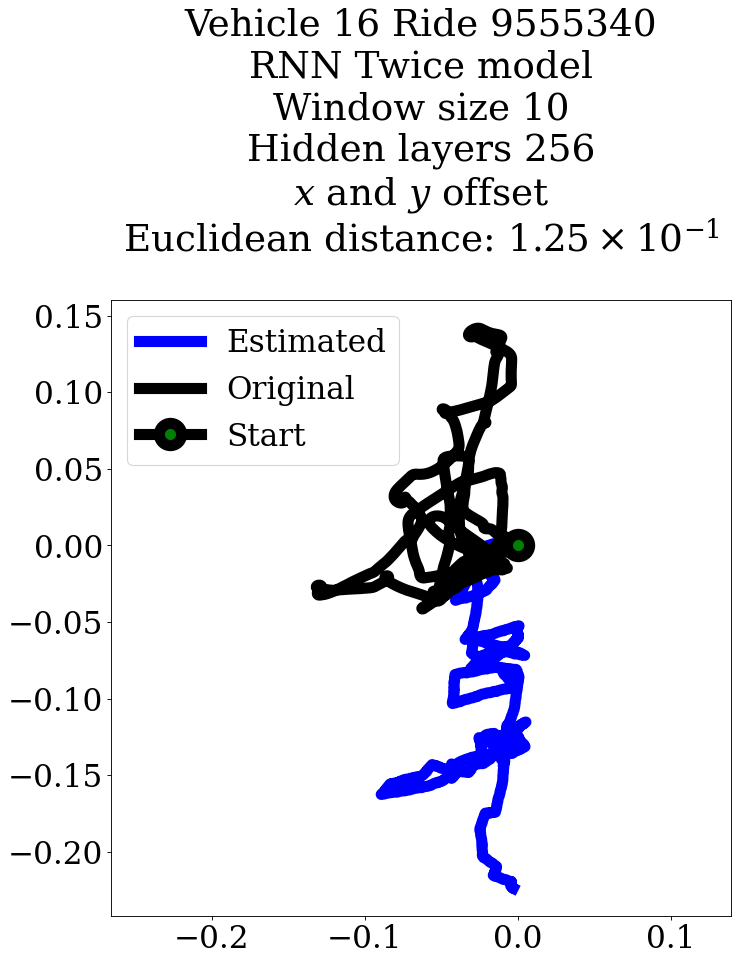 Vehicle 16 Ride 9555340
RNN Twice model
Window size 10
Hidden layers 256
x and y offset
Euclidean distance: 1.25 × 10⁻¹
Estimated
Original
Start
0.15
0.10
0.05
0.00
−0.05
−0.10
−0.15
−0.20
−0.2 −0.1 0.0 0.1